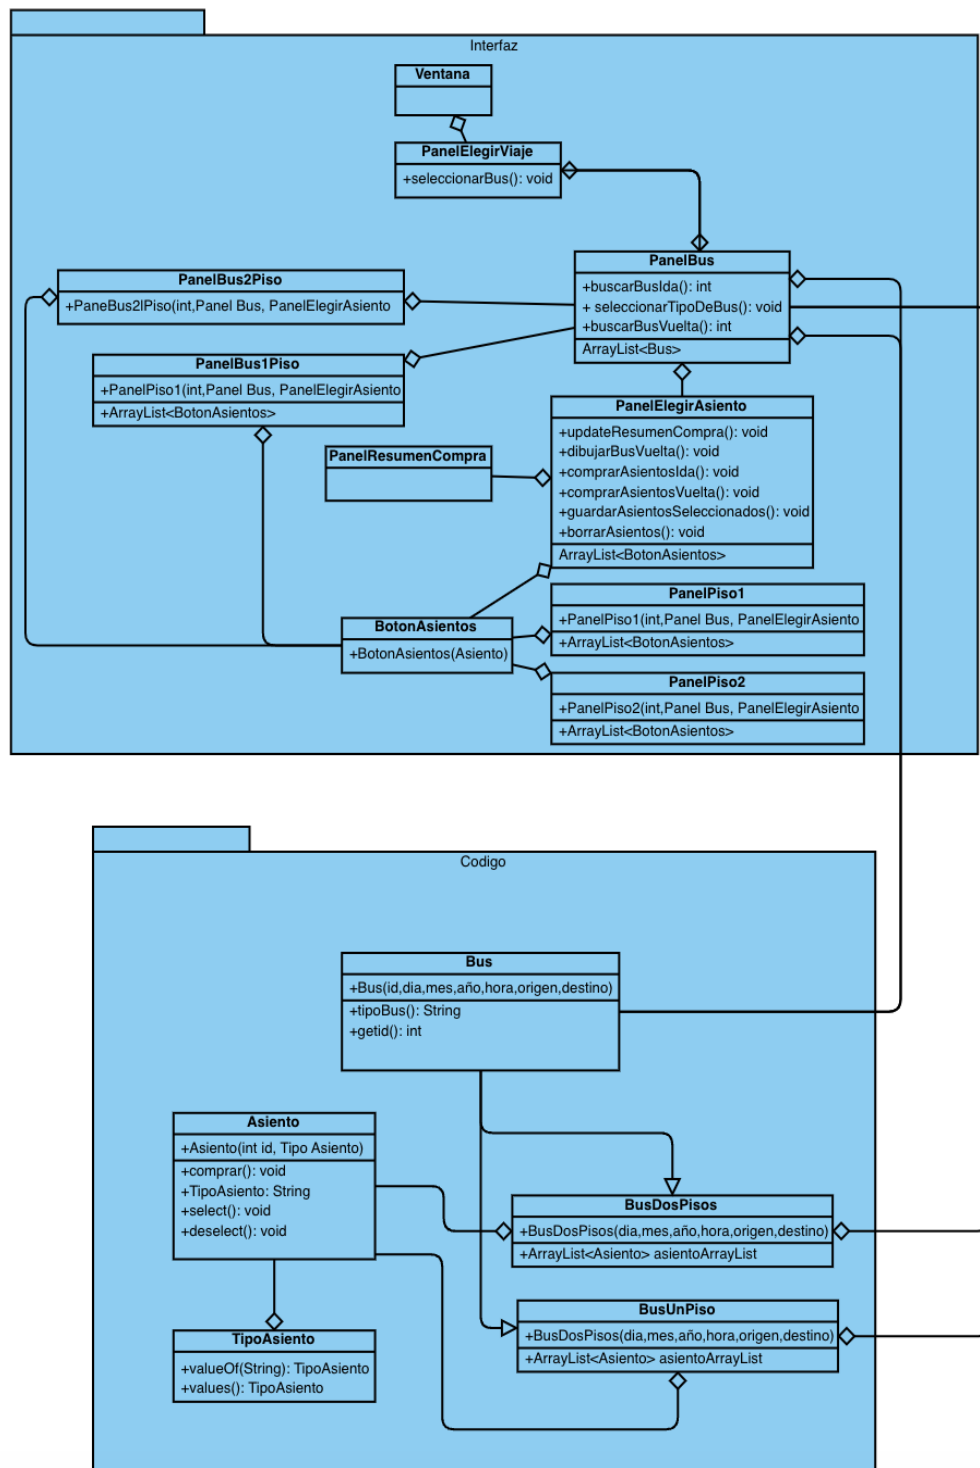 Interfaz
Ventana
PanelElegirViaje
+seleccionarBus(): void
PanelBus
+buscarBusIda(): int
+ seleccionarTipoDeBus(): void
+buscarBusVuelta(): int
ArrayList<Bus>
PanelBus2Piso
+PaneBus2lPiso(int,Panel Bus, PanelElegirAsiento
PanelBus1Piso
+PanelPiso1(int,Panel Bus, PanelElegirAsiento
+ArrayList<BotonAsientos>
PanelElegirAsiento
+updateResumenCompra(): void
+dibujarBusVuelta(): void
+comprarAsientosIda(): void
+comprarAsientosVuelta(): void
+guardarAsientosSeleccionados(): void
+borrarAsientos(): void
ArrayList<BotonAsientos>
PanelResumenCompra
PanelPiso1
+PanelPiso1(int,Panel Bus, PanelElegirAsiento
+ArrayList<BotonAsientos>
BotonAsientos
+BotonAsientos(Asiento)
PanelPiso2
+PanelPiso2(int,Panel Bus, PanelElegirAsiento
+ArrayList<BotonAsientos>
Codigo
Bus
+Bus(id,dia,mes,año,hora,origen,destino)
+tipoBus(): String
+getid(): int
Asiento
+Asiento(int id, Tipo Asiento)
+comprar(): void
+TipoAsiento: String
+select(): void
+deselect(): void
BusDosPisos
+BusDosPisos(dia,mes,año,hora,origen,destino)
+ArrayList<Asiento> asientoArrayList
BusUnPiso
+BusDosPisos(dia,mes,año,hora,origen,destino)
+ArrayList<Asiento> asientoArrayList
TipoAsiento
+valueOf(String): TipoAsiento
+values(): TipoAsiento